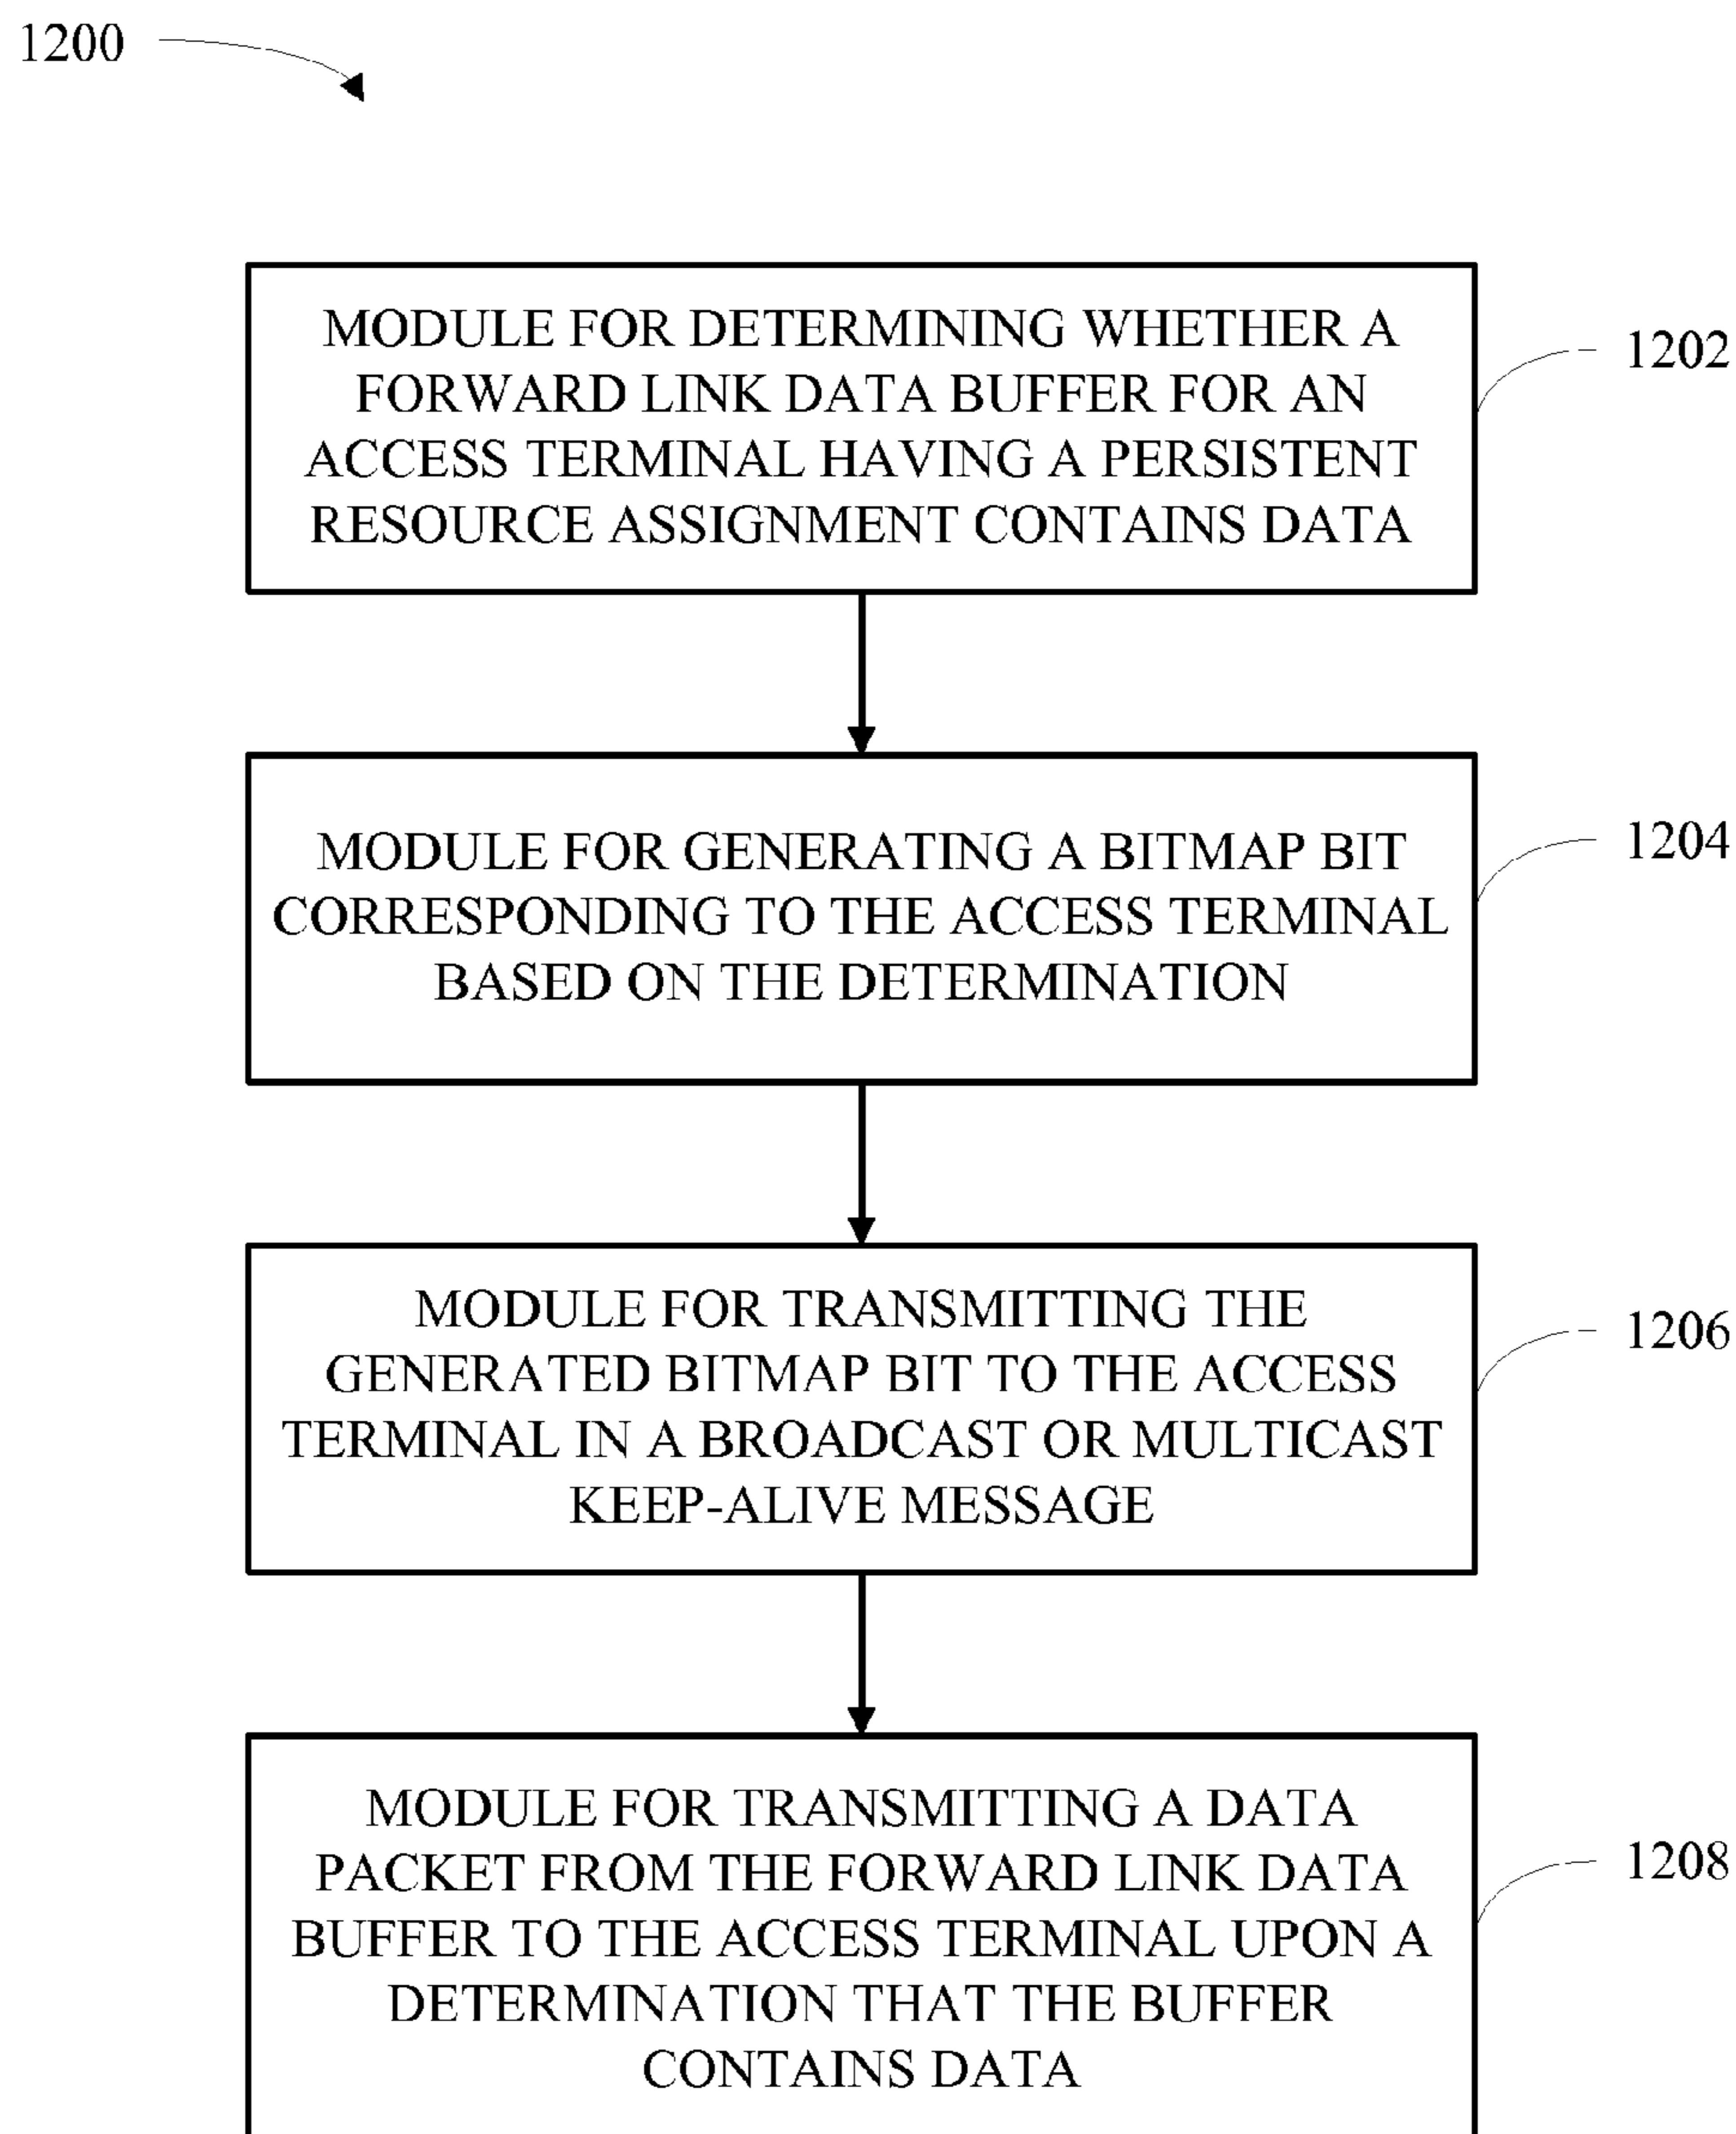 1200
MODULE FOR DETERMINING WHETHER A
FORWARD LINK DATA BUFFER FOR AN
ACCESS TERMINAL HAVING A PERSISTENT
RESOURCE ASSIGNMENT CONTAINS DATA
1202
MODULE FOR GENERATING A BITMAP BIT
CORRESPONDING TO THE ACCESS TERMINAL
BASED ON THE DETERMINATION
1204
MODULE FOR TRANSMITTING THE
GENERATED BITMAP BIT TO THE ACCESS
TERMINAL IN A BROADCAST OR MULTICAST
KEEP-ALIVE MESSAGE
1206
MODULE FOR TRANSMITTING A DATA
PACKET FROM THE FORWARD LINK DATA
BUFFER TO THE ACCESS TERMINAL UPON A
DETERMINATION THAT THE BUFFER
CONTAINS DATA
1208